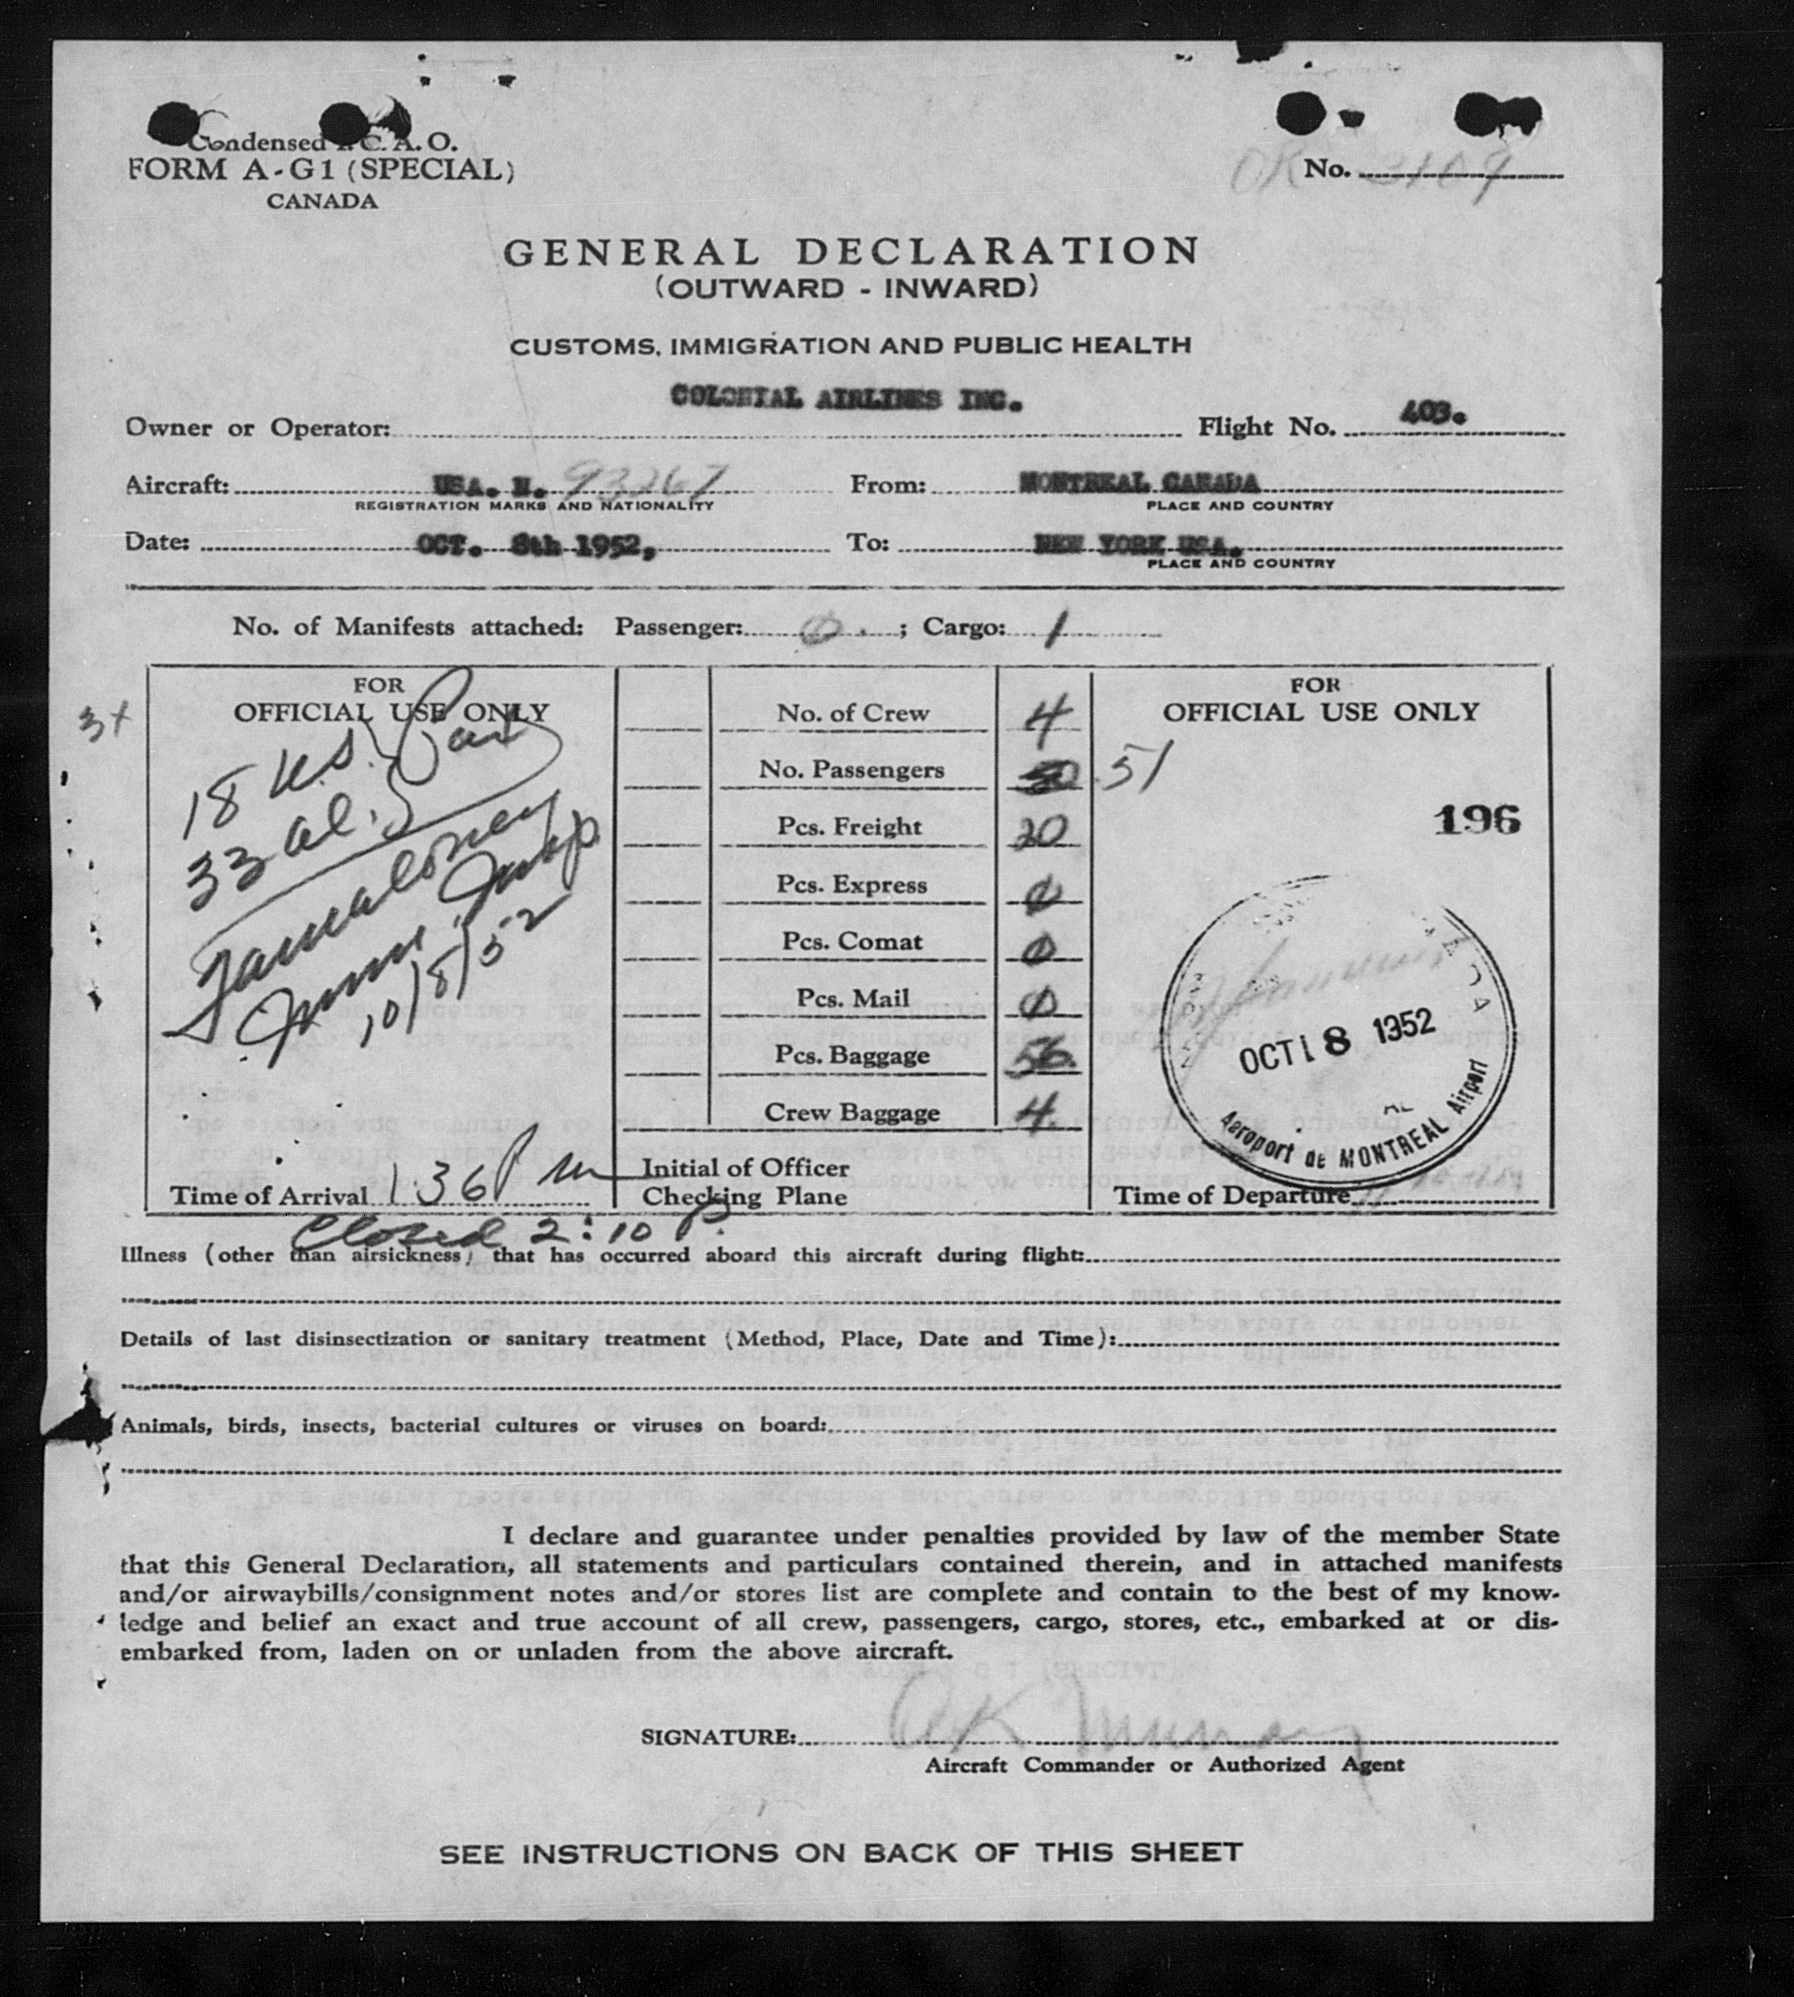 Condensed I.C.A.O.
FORM A-G1 (SPECIAL)
CANADA
OK No. 3109
GENERAL DECLARATION
(OUTWARD - INWARD)
CUSTOMS, IMMIGRATION AND PUBLIC HEALTH
COLONIAL AIRLINES INC.
Owner or Operator: Flight No. 403.
Aircraft: USA. N. 93267 From: MONTREAL CANADA
REGISTRATION MARKS AND NATIONALITY PLACE AND COUNTRY
Date: OCT. 8th 1952, To: NEW YORK USA.
PLACE AND COUNTRY
No. of Manifests attached: Passenger: 0. ; Cargo: 1
FOR
OFFICIAL USE ONLY
18 U.S. Pax
33 al.
Imm. Insp.
10/8/52
Time of Arrival 1:36 P m
Closed 2:10 P.
No. of Crew 4
No. Passengers 50 51
Pcs. Freight 20
Pcs. Express 0
Pcs. Comat 0
Pcs. Mail 0
Pcs. Baggage 56.
Crew Baggage 4.
Initial of Officer
Checking Plane
FOR
OFFICIAL USE ONLY
196
OCT 8 1952
Aeroport de MONTREAL Airport
Time of Departure
Illness (other than airsickness) that has occurred aboard this aircraft during flight:
Details of last disinsectization or sanitary treatment (Method, Place, Date and Time):
Animals, birds, insects, bacterial cultures or viruses on board:
I declare and guarantee under penalties provided by law of the member State
that this General Declaration, all statements and particulars contained therein, and in attached manifests
and/or airwaybills/consignment notes and/or stores list are complete and contain to the best of my know-
ledge and belief an exact and true account of all crew, passengers, cargo, stores, etc., embarked at or dis-
embarked from, laden on or unladen from the above aircraft.
SIGNATURE: AK Murray
Aircraft Commander or Authorized Agent
SEE INSTRUCTIONS ON BACK OF THIS SHEET